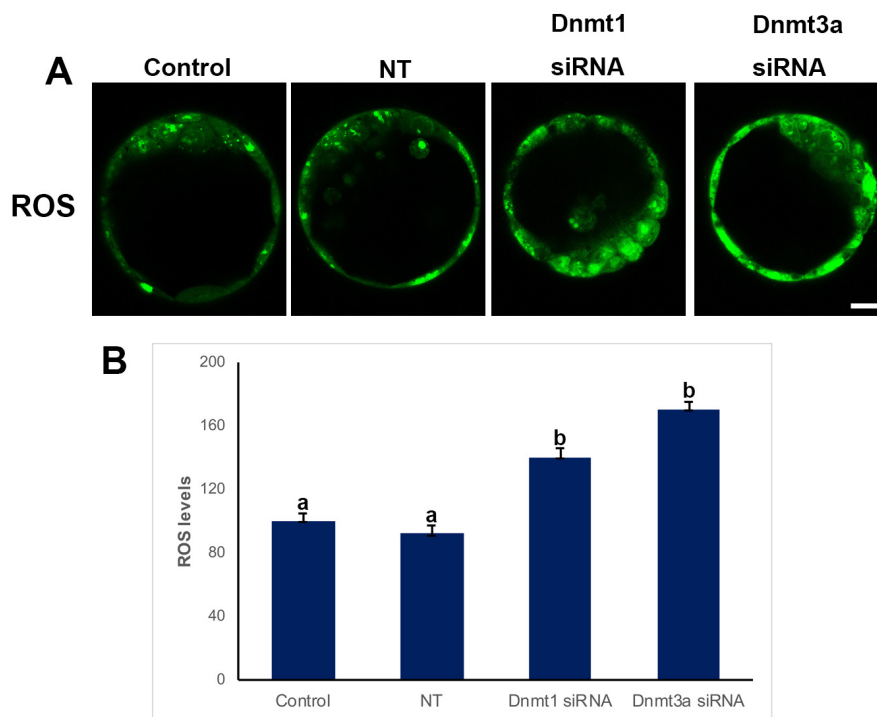 A
Control
NT
Dnmt1
siRNA
Dnmt3a
siRNA
ROS
B
ROS levels
200
160
120
80
40
0
a
a
b
b
Control
NT
Dnmt1 siRNA
Dnmt3a siRNA